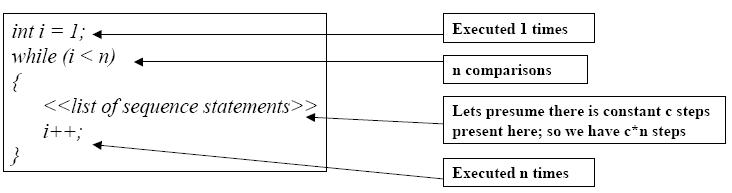 int i = 1;
while (i < n)
{
<<list of sequence statements>>
i++;
}
Executed 1 times
n comparisons
Lets presume there is constant c steps
present here; so we have c*n steps
Executed n times